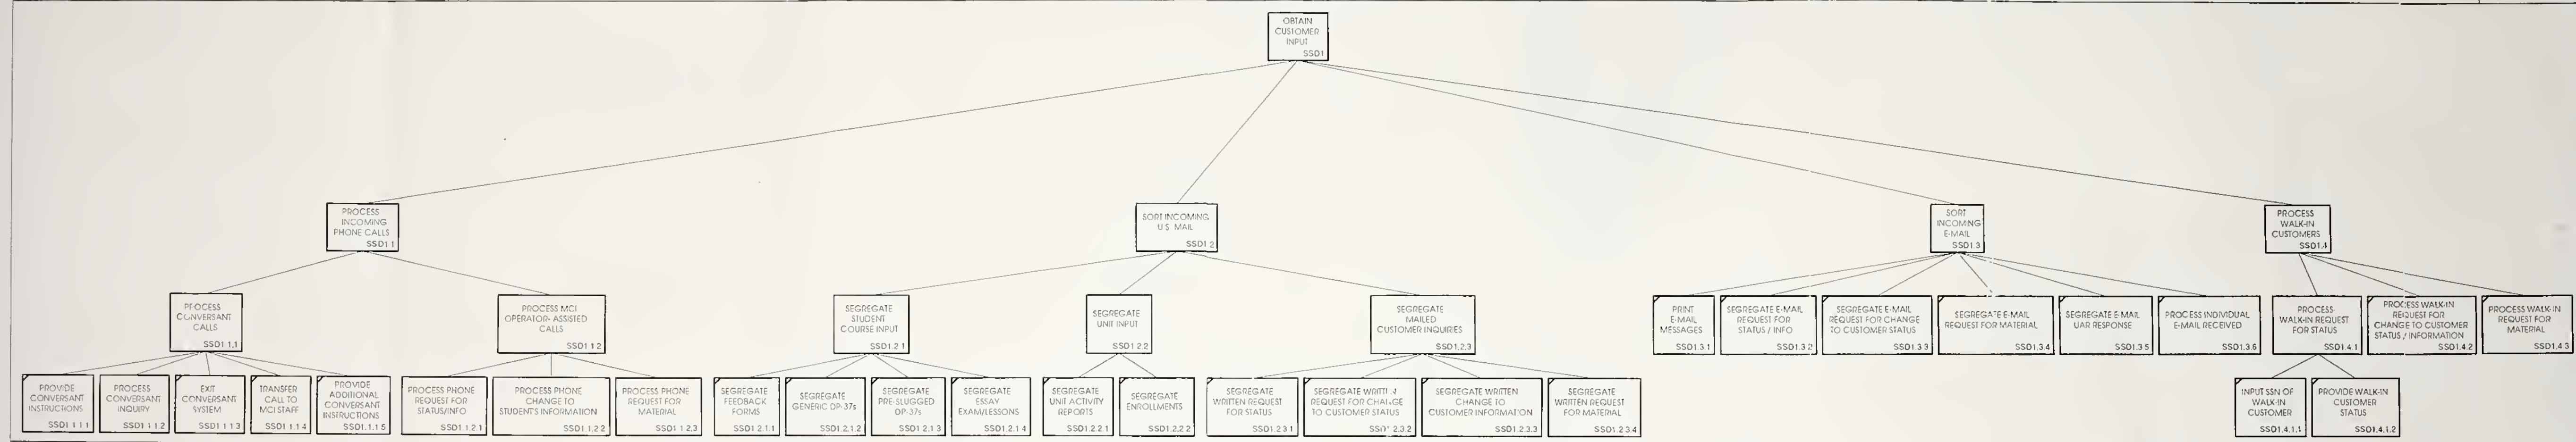 OBTAIN
CUSTOMER
INPUT
SSD1
PROCESS
INCOMING
PHONE CALLS
SSD1.1
SORT INCOMING
U.S. MAIL
SSD1.2
SORT
INCOMING
E-MAIL
SSD1.3
PROCESS
WALK-IN
CUSTOMERS
SSD1.4
PROCESS
CONVERSANT
CALLS
SSD1.1.1
PROCESS MCI
OPERATOR- ASSISTED
CALLS
SSD1.1.2
SEGREGATE
STUDENT
COURSE INPUT
SSD1.2.1
SEGREGATE
UNIT INPUT
SSD1.2.2
SEGREGATE
MAILED
CUSTOMER INQUIRIES
SSD1.2.3
PRINT
E-MAIL
MESSAGES
SSD1.3.1
SEGREGATE E-MAIL
REQUEST FOR
STATUS / INFO
SSD1.3.2
SEGREGATE E-MAIL
REQUEST FOR CHANGE
TO CUSTOMER STATUS
SSD1.3.3
SEGREGATE E-MAIL
REQUEST FOR MATERIAL
SSD1.3.4
SEGREGATE E-MAIL
UAR RESPONSE
SSD1.3.5
PROCESS INDIVIDUAL
E-MAIL RECEIVED
SSD1.3.6
PROCESS
WALK-IN REQUEST
FOR STATUS
SSD1.4.1
PROCESS WALK-IN
REQUEST FOR
CHANGE TO CUSTOMER
STATUS / INFORMATION
SSD1.4.2
PROCESS WALK-IN
REQUEST FOR
MATERIAL
SSD1.4.3
PROVIDE
CONVERSANT
INSTRUCTIONS
SSD1.1.1.1
PROCESS
CONVERSANT
INQUIRY
SSD1.1.1.2
EXIT
CONVERSANT
SYSTEM
SSD1.1.1.3
TRANSFER
CALL TO
MCI STAFF
SSD1.1.1.4
PROVIDE
ADDITIONAL
CONVERSANT
INSTRUCTIONS
SSD1.1.1.5
PROCESS PHONE
REQUEST FOR
STATUS/INFO
SSD1.1.2.1
PROCESS PHONE
CHANGE TO
STUDENTS INFORMATION
SSD1.1.2.2
PROCESS PHONE
REQUEST FOR
MATERIAL
SSD1.1.2.3
SEGREGATE
FEEDBACK
FORMS
SSD1.2.1.1
SEGREGATE
GENERIC DP-37s
SSD1.2.1.2
SEGREGATE
PRE-SLUGGED
DP-37s
SSD1.2.1.3
SEGREGATE
ESSAY
EXAM/LESSONS
SSD1.2.1.4
SEGREGATE
UNIT ACTIVITY
REPORTS
SSD1.2.2.1
SEGREGATE
ENROLLMENTS
SSD1.2.2.2
SEGREGATE
WRITTEN REQUEST
FOR STATUS
SSD1.2.3.1
SEGREGATE WRITTEN
REQUEST FOR CHANGE
TO CUSTOMER STATUS
SSD1.2.3.2
SEGREGATE WRITTEN
CHANGE TO
CUSTOMER INFORMATION
SSD1.2.3.3
SEGREGATE
WRITTEN REQUEST
FOR MATERIAL
SSD1.2.3.4
INPUT SSN OF
WALK-IN
CUSTOMER
SSD1.4.1.1
PROVIDE WALK-IN
CUSTOMER
STATUS
SSD1.4.1.2